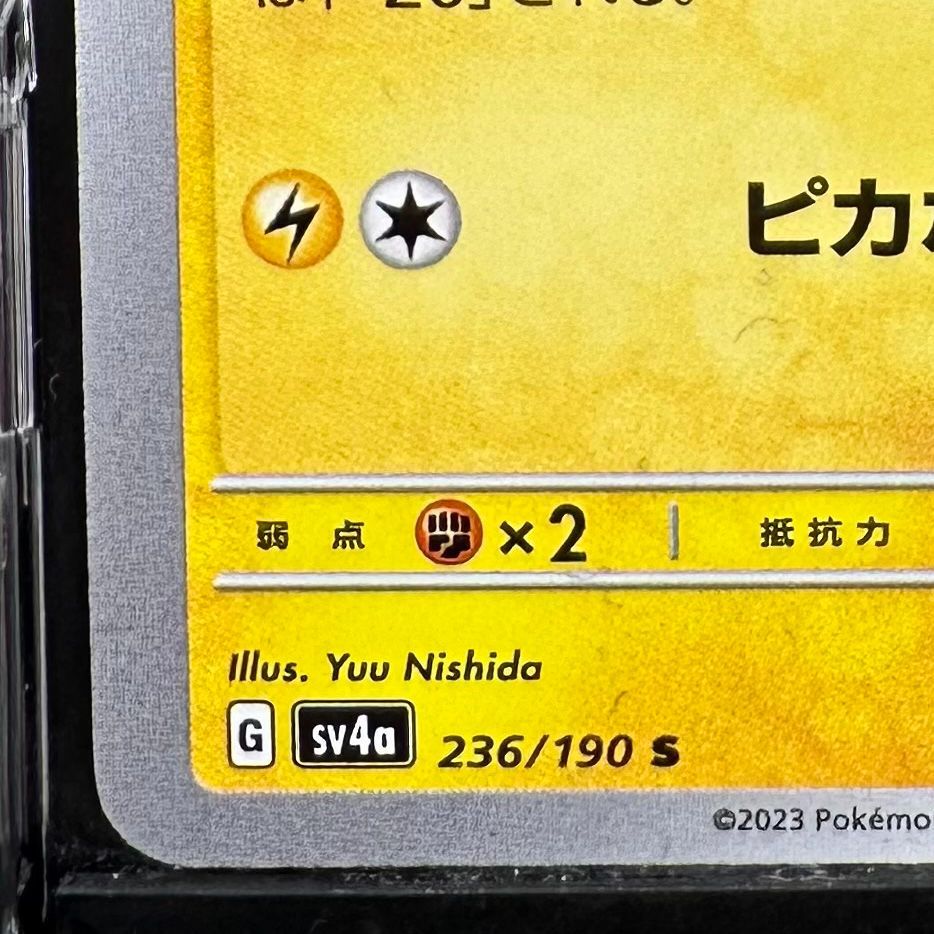 ピカ
弱 点 ×2 抵抗力
Illus. Yuu Nishida
G sv4a 236/190 S
©2023 Pokémo